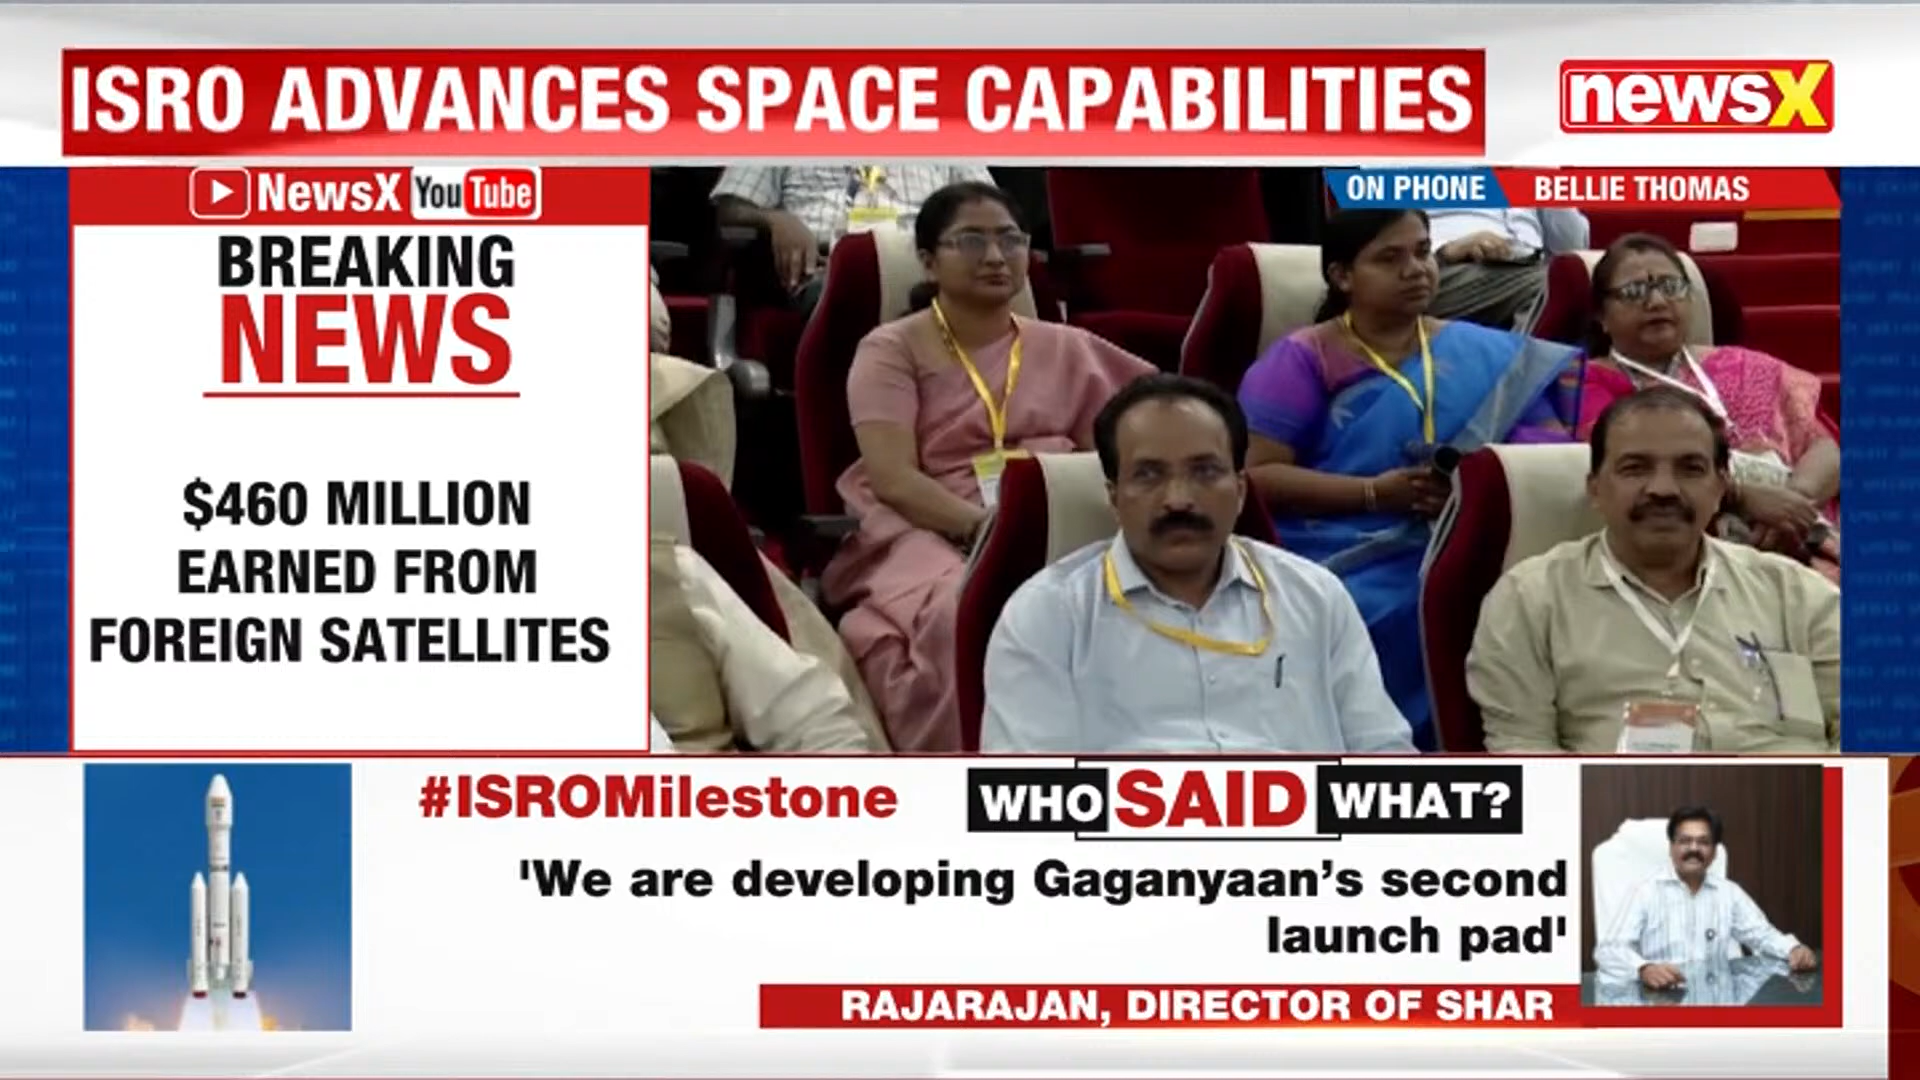 ISRO ADVANCES SPACE CAPABILITIES
newsX
NewsX YouTube
ON PHONE BELLIE THOMAS
BREAKING
NEWS
$460 MILLION
EARNED FROM
FOREIGN SATELLITES
#ISROMilestone
WHO SAID WHAT?
'We are developing Gaganyaan’s second
launch pad'
RAJARAJAN, DIRECTOR OF SHAR